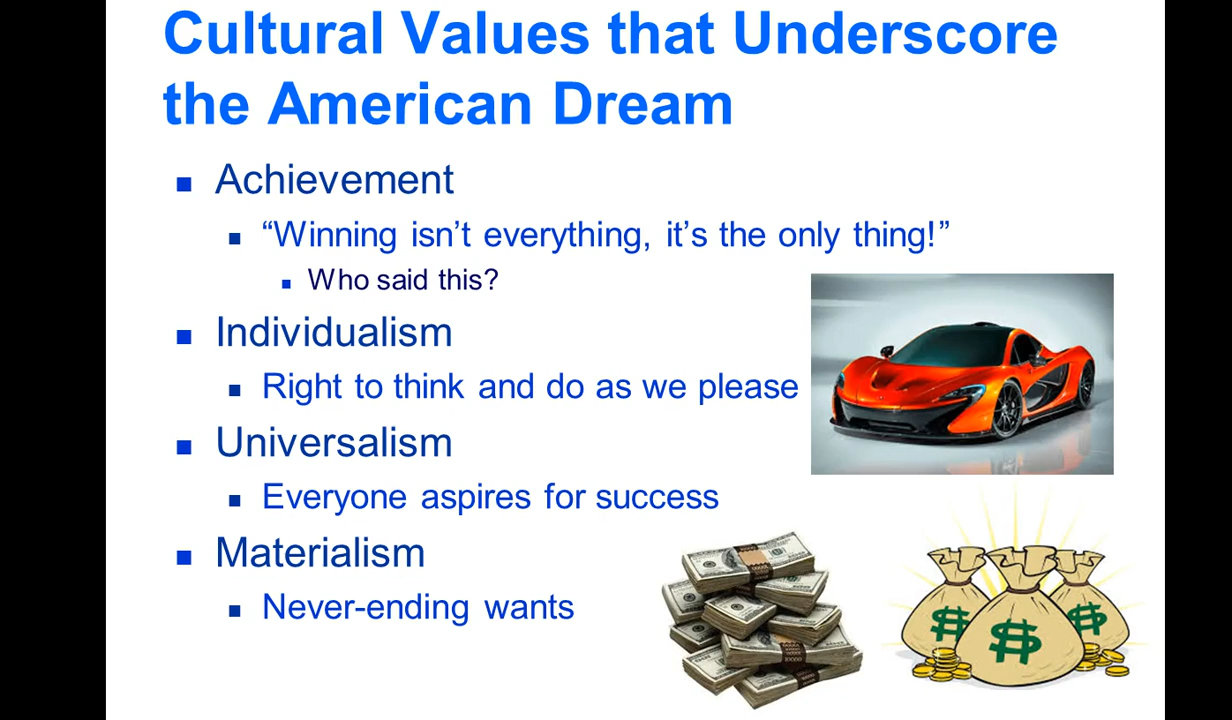 Cultural Values that Underscore
the American Dream
Achievement
“Winning isn’t everything, it’s the only thing!”
Who said this?
Individualism
Right to think and do as we please
Universalism
Everyone aspires for success
Materialism
Never-ending wants